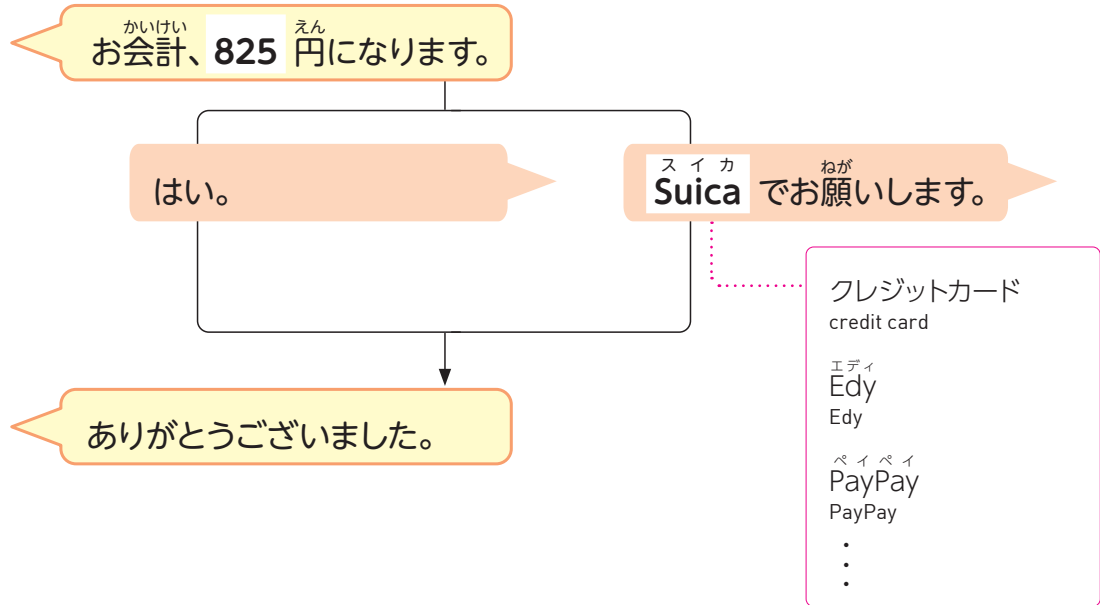 かいけい えん
お会計、825 円になります。
はい。
スイカ ねが
Suica でお願いします。
クレジットカード
credit card
エディ
Edy
Edy
ペイペイ
PayPay
PayPay
・
・
・
ありがとうございました。